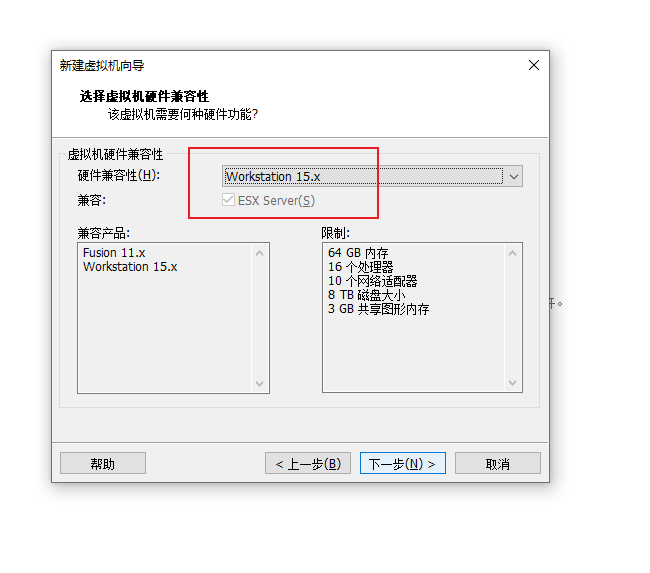 新建虚拟机向导
选择虚拟机硬件兼容性
该虚拟机需要何种硬件功能?
虚拟机硬件兼容性
硬件兼容性(H):
Workstation 15.x
兼容:
ESX Server(S)
兼容产品:
Fusion 11.x
Workstation 15.x
限制:
64 GB 内存
16 个处理器
10 个网络适配器
8 TB 磁盘大小
3 GB 共享图形内存
帮助
< 上一步(B)
下一步(N) >
取消